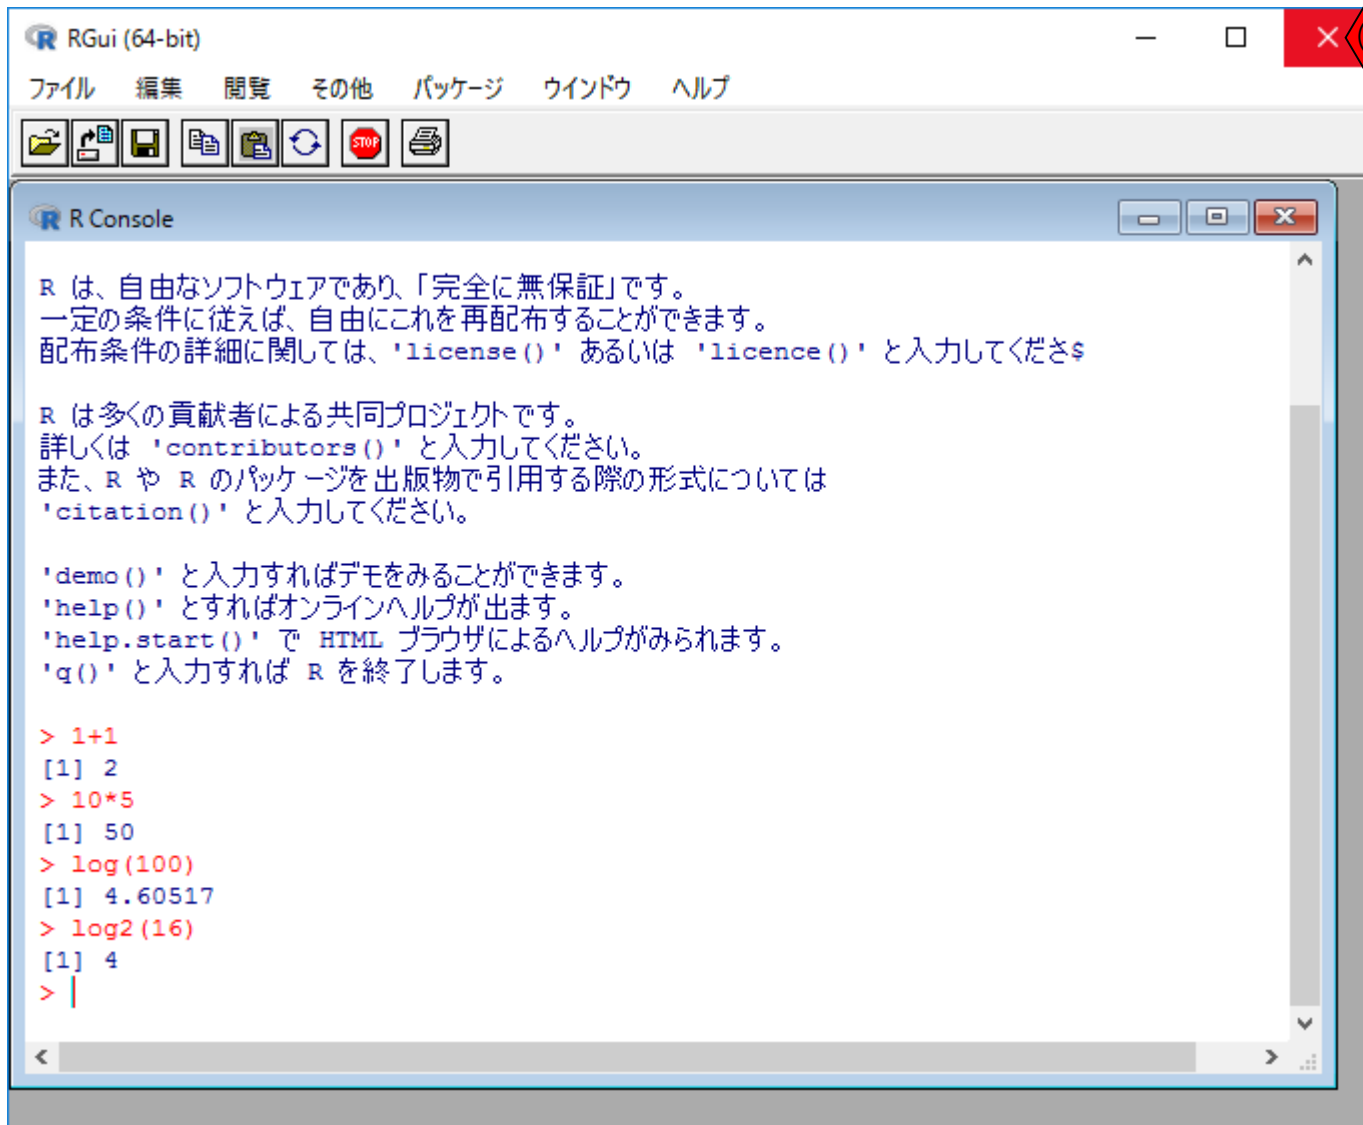 RGui (64-bit)
ファイル 編集 閲覧 その他 パッケージ ウインドウ ヘルプ
STOP
R Console
R は、自由なソフトウェアであり、「完全に無保証」です。
一定の条件に従えば、自由にこれを再配布することができます。
配布条件の詳細に関しては、'license()' あるいは 'licence()' と入力してくださ$
R は多くの貢献者による共同プロジェクトです。
詳しくは 'contributors()' と入力してください。
また、R や R のパッケージを出版物で引用する際の形式については
'citation()' と入力してください。
'demo()' と入力すればデモをみることができます。
'help()' とすればオンラインヘルプが出ます。
'help.start()' で HTML ブラウザによるヘルプがみられます。
'q()' と入力すれば R を終了します。
> 1+1
[1] 2
> 10*5
[1] 50
> log(100)
[1] 4.60517
> log2(16)
[1] 4
>